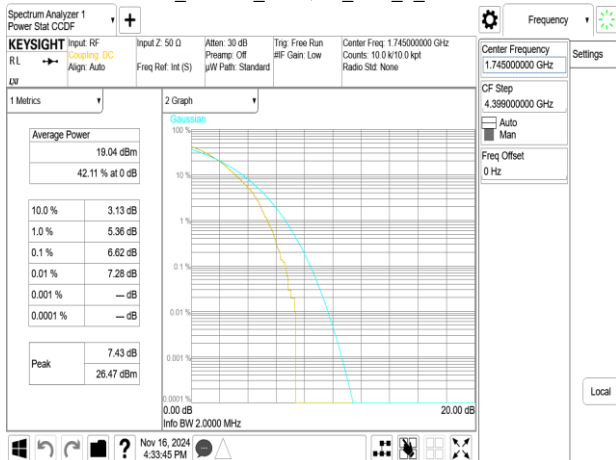 Spectrum Analyzer 1
Power Stat CCDF
Frequency
KEYSIGHT
RL
LXI
Input: RF
Coupling: DC
Align: Auto
Input Z: 50 Ω
Freq Ref: Int (S)
Atten: 30 dB
Preamp: Off
µW Path: Standard
Trig: Free Run
#IF Gain: Low
Center Freq: 1.745000000 GHz
Counts: 10.0 k/10.0 kpt
Radio Std: None
Center Frequency
1.745000000 GHz
Settings
CF Step
4.399000000 GHz
Auto
Man
Freq Offset
0 Hz
Local
1 Metrics
Average Power
19.04 dBm
42.11 % at 0 dB
10.0 % 3.13 dB
1.0 % 5.36 dB
0.1 % 6.62 dB
0.01 % 7.28 dB
0.001 % --- dB
0.0001 % --- dB
Peak
7.43 dB
26.47 dBm
2 Graph
Gaussian
100 %
10 %
1 %
0.1 %
0.01 %
0.001 %
0.0001 %
0.00 dB 20.00 dB
Info BW 2.0000 MHz
?
Nov 16, 2024
4:33:45 PM